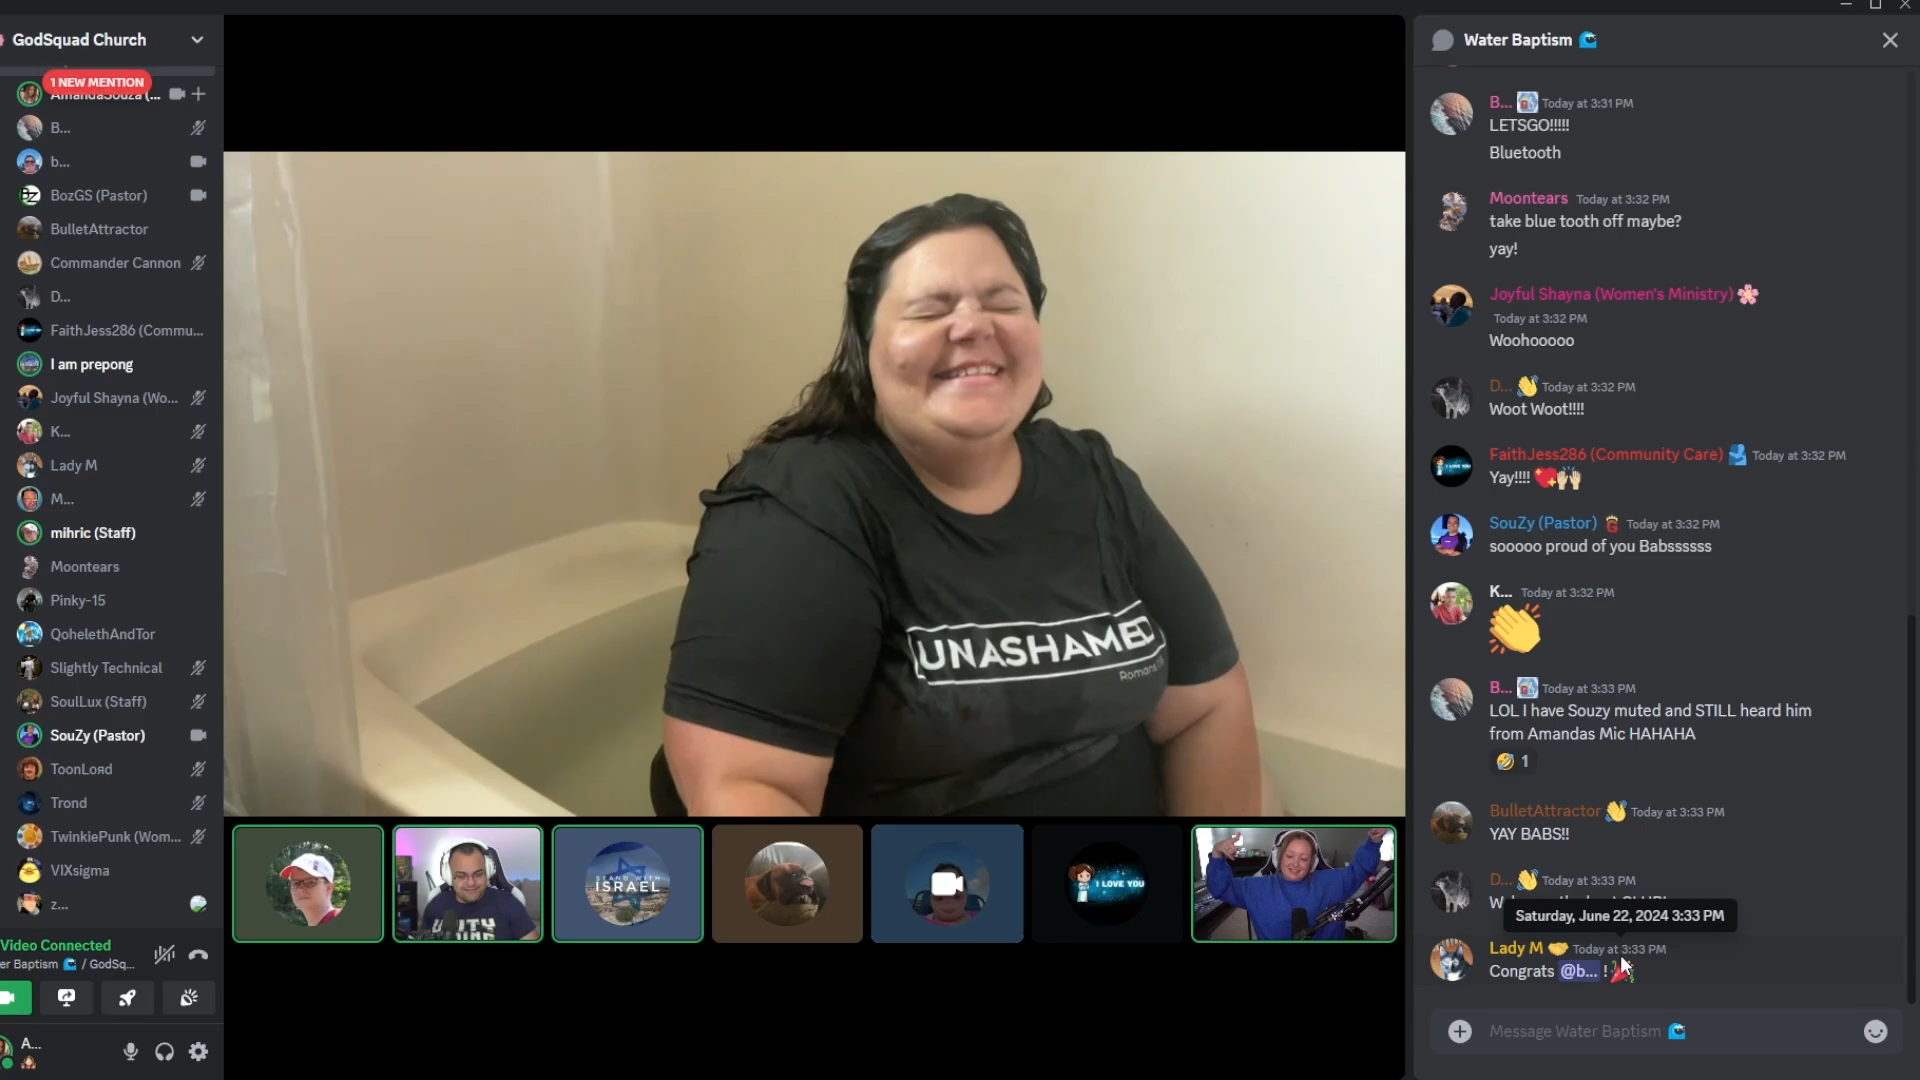 GodSquad Church
1 NEW MENTION
AmandaSouza (...
B...
b...
BozGS (Pastor)
BulletAttractor
Commander Cannon
D...
FaithJess286 (Commu...
I am prepong
Joyful Shayna (Wo...
K...
Lady M
M...
mihric (Staff)
Moontears
Pinky-15
QohelethAndTor
Slightly Technical
SoulLux (Staff)
SouZy (Pastor)
ToonLord
Trond
TwinkiePunk (Wom...
VIXsigma
z...
Video Connected
er Baptism 🌊 / GodSq...
A...
UNASHAMED
Romans
STAND WITH
ISRAEL
I LOVE YOU
Water Baptism 🌊
B... Today at 3:31 PM
LETSGO!!!!!
Bluetooth
Moontears Today at 3:32 PM
take blue tooth off maybe?
yay!
Joyful Shayna (Women's Ministry) 🌸
Today at 3:32 PM
Woohooooo
D... 👋 Today at 3:32 PM
Woot Woot!!!!
FaithJess286 (Community Care) 🫂 Today at 3:32 PM
Yay!!!! 💖🙌🏻
SouZy (Pastor) Today at 3:32 PM
sooooo proud of you Babssssss
K... Today at 3:32 PM
👏
B... Today at 3:33 PM
LOL I have Souzy muted and STILL heard him
from Amandas Mic HAHAHA
🤣 1
BulletAttractor 👋 Today at 3:33 PM
YAY BABS!!
D... 👋 Today at 3:33 PM
Saturday, June 22, 2024 3:33 PM
Lady M 🤝 Today at 3:33 PM
Congrats @b... ! 🎉
Message Water Baptism 🌊